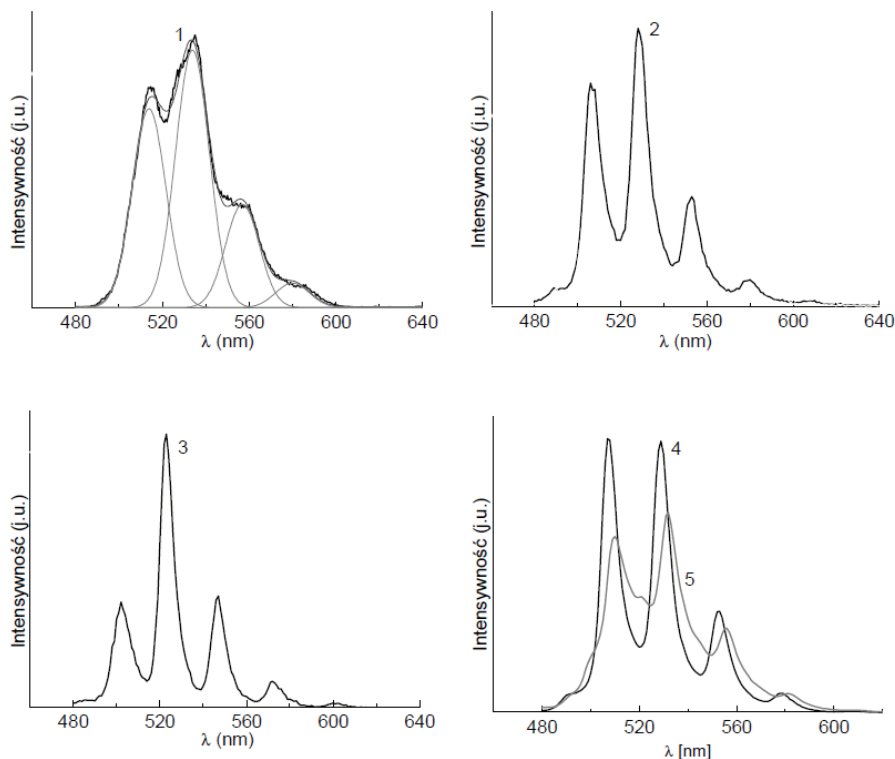 Intensywność (j.u.)
1
480 520 560 600 640
λ (nm)
Intensywność (j.u.)
2
480 520 560 600 640
λ (nm)
Intensywność (j.u.)
3
480 520 560 600 640
λ (nm)
Intensywność (j.u.)
4
5
480 520 560 600
λ [nm]